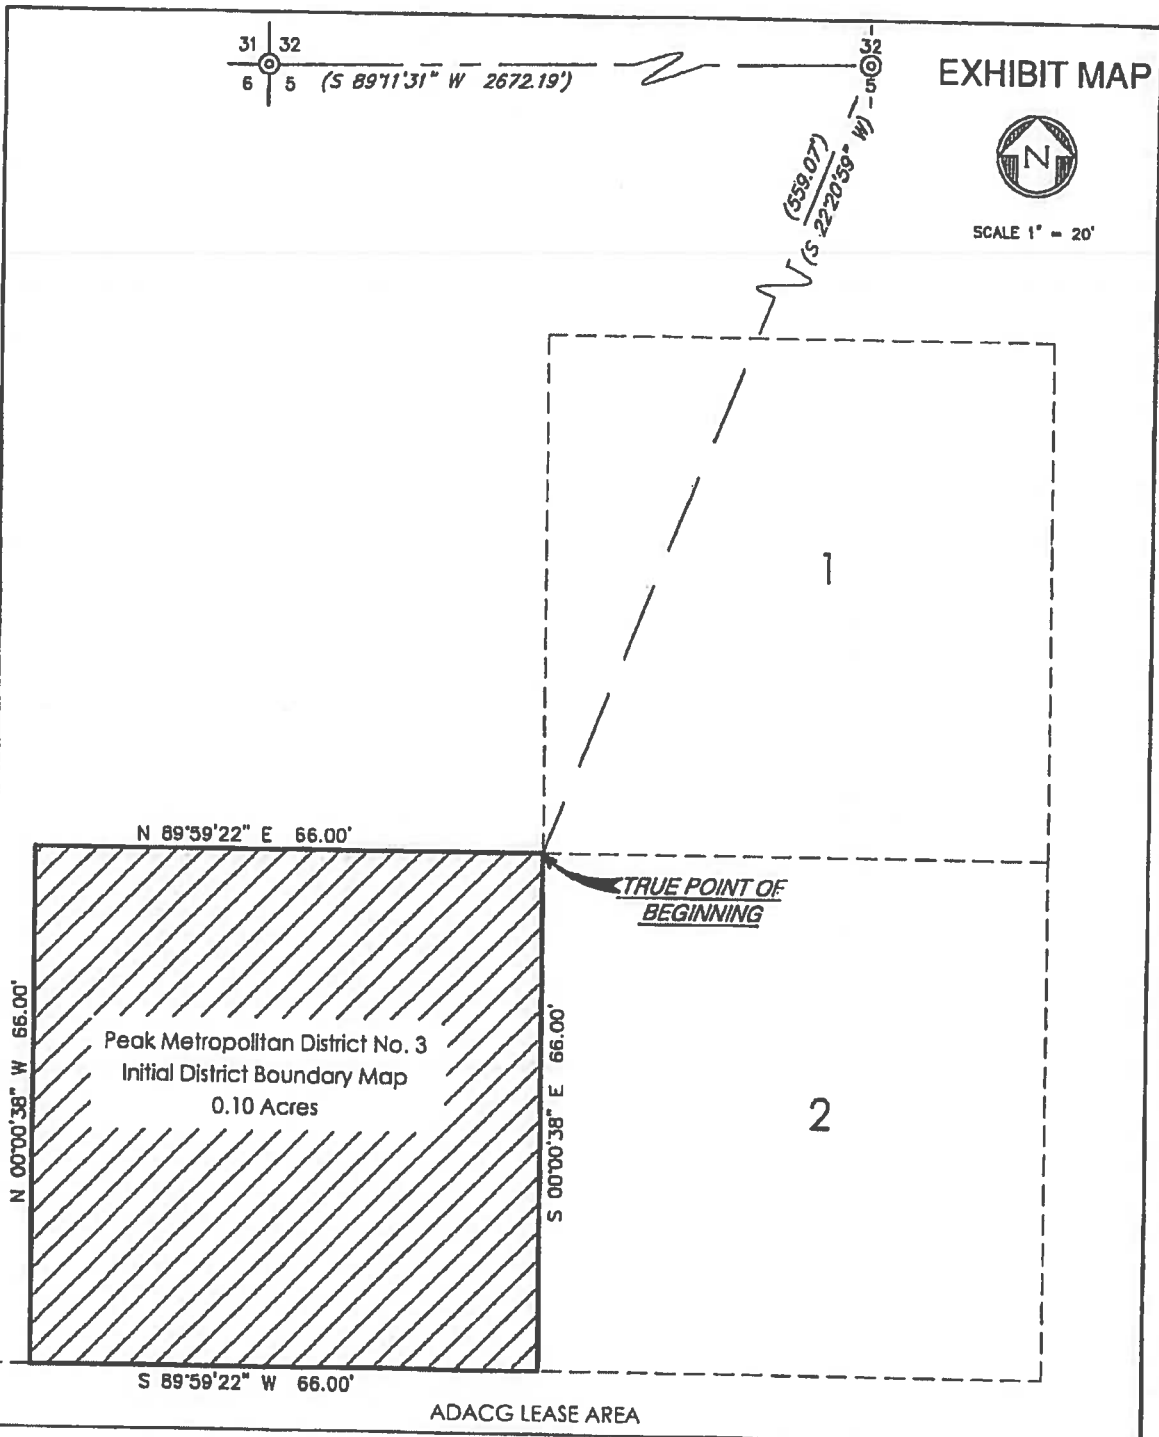 31 32
6 5 (S 89°11'31" W 2672.19')
32
5
EXHIBIT MAP
N
SCALE 1" = 20'
(559.07')
(S 22°20'59" W)
1
N 89°59'22" E 66.00'
TRUE POINT OF
BEGINNING
N 00°00'38" W 66.00'
Peak Metropolitan District No. 3
Initial District Boundary Map
0.10 Acres
S 00°00'38" E 66.00'
2
S 89°59'22" W 66.00'
ADACG LEASE AREA